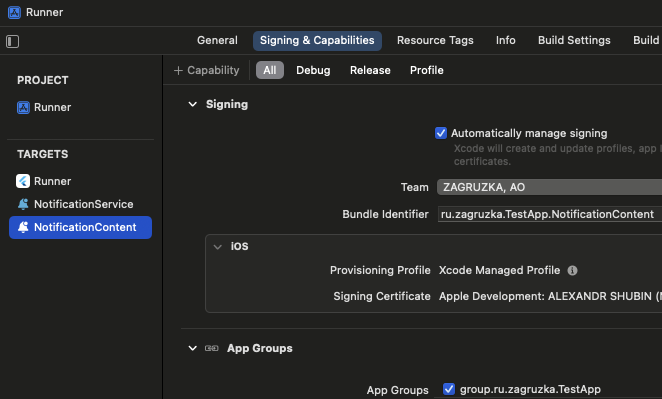 Runner
General Signing & Capabilities Resource Tags Info Build Settings Build
PROJECT
Runner
TARGETS
Runner
NotificationService
NotificationContent
+ Capability All Debug Release Profile
Signing
Automatically manage signing
Xcode will create and update profiles, app
certificates.
Team ZAGRUZKA, AO
Bundle Identifier ru.zagruzka.TestApp.NotificationContent
iOS
Provisioning Profile Xcode Managed Profile
Signing Certificate Apple Development: ALEXANDR SHUBIN (
App Groups
App Groups group.ru.zagruzka.TestApp